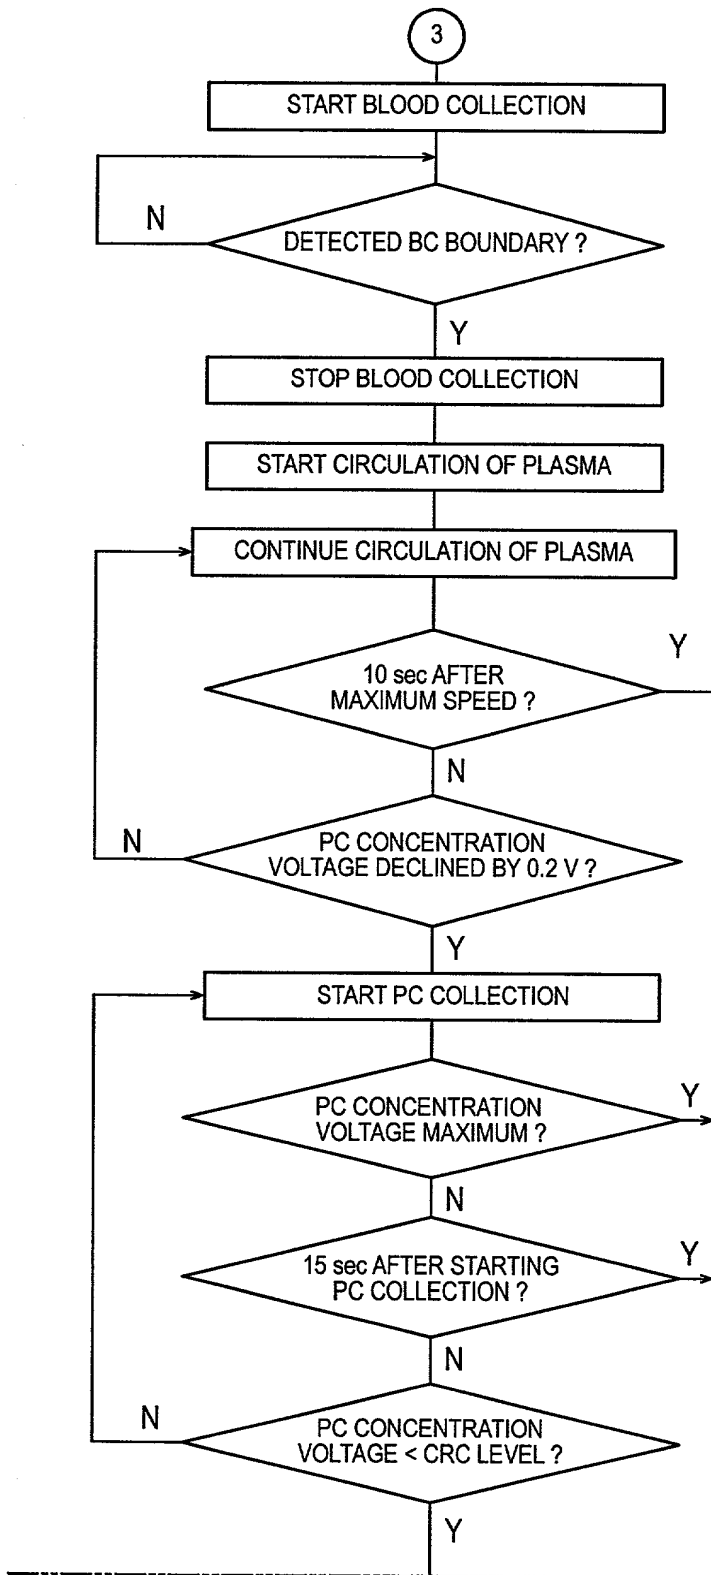 3
START BLOOD COLLECTION
N
DETECTED BC BOUNDARY ?
Y
STOP BLOOD COLLECTION
START CIRCULATION OF PLASMA
CONTINUE CIRCULATION OF PLASMA
Y
10 sec AFTER
MAXIMUM SPEED ?
N
N
PC CONCENTRATION
VOLTAGE DECLINED BY 0.2 V ?
Y
START PC COLLECTION
Y
PC CONCENTRATION
VOLTAGE MAXIMUM ?
N
Y
15 sec AFTER STARTING
PC COLLECTION ?
N
N
PC CONCENTRATION
VOLTAGE < CRC LEVEL ?
Y